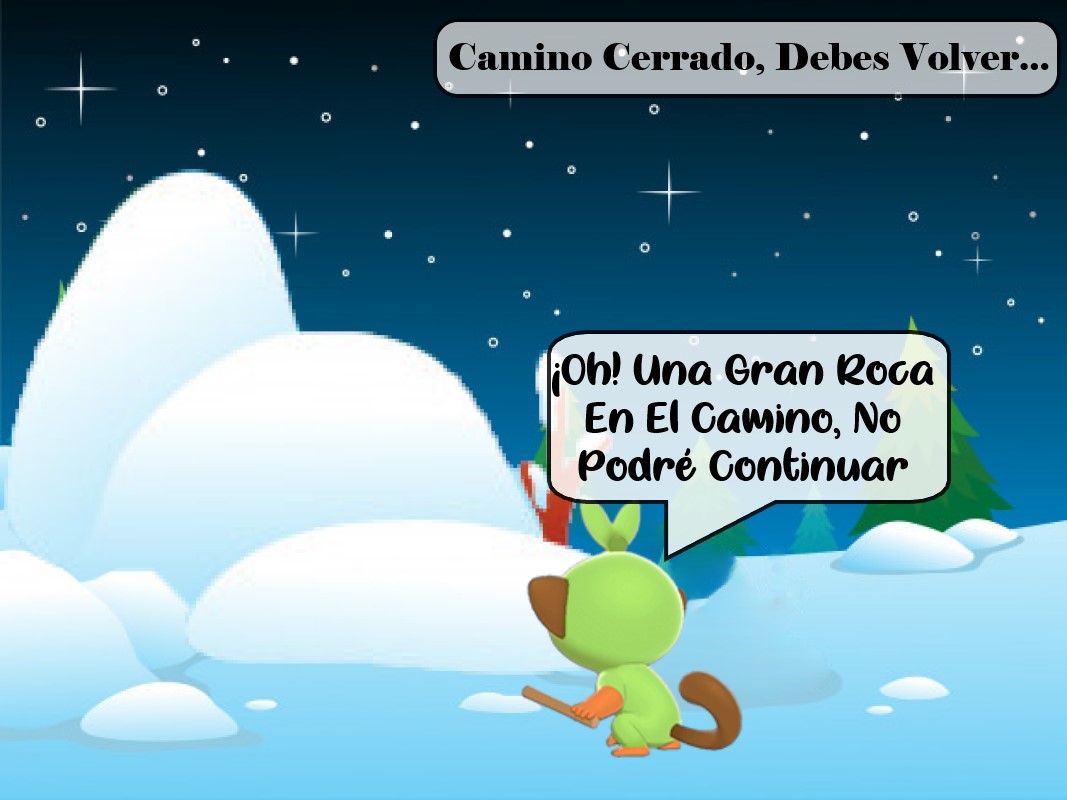 Camino Cerrado, Debes Volver...
¡Oh! Una Gran Roca
En El Camino, No
Podré Continuar